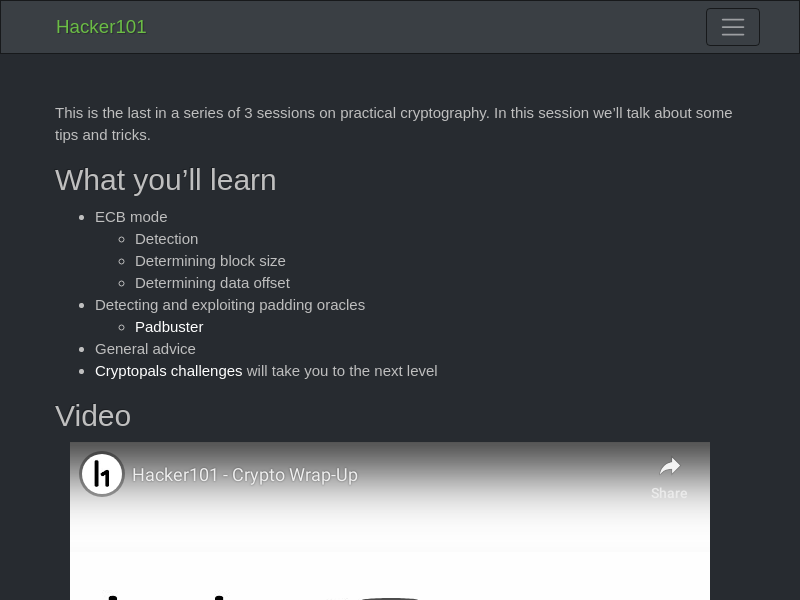 Hacker101
This is the last in a series of 3 sessions on practical cryptography. In this session we’ll talk about some
tips and tricks.
What you’ll learn
ECB mode
Detection
Determining block size
Determining data offset
Detecting and exploiting padding oracles
Padbuster
General advice
Cryptopals challenges will take you to the next level
Video
h1
Hacker101 - Crypto Wrap-Up
Share